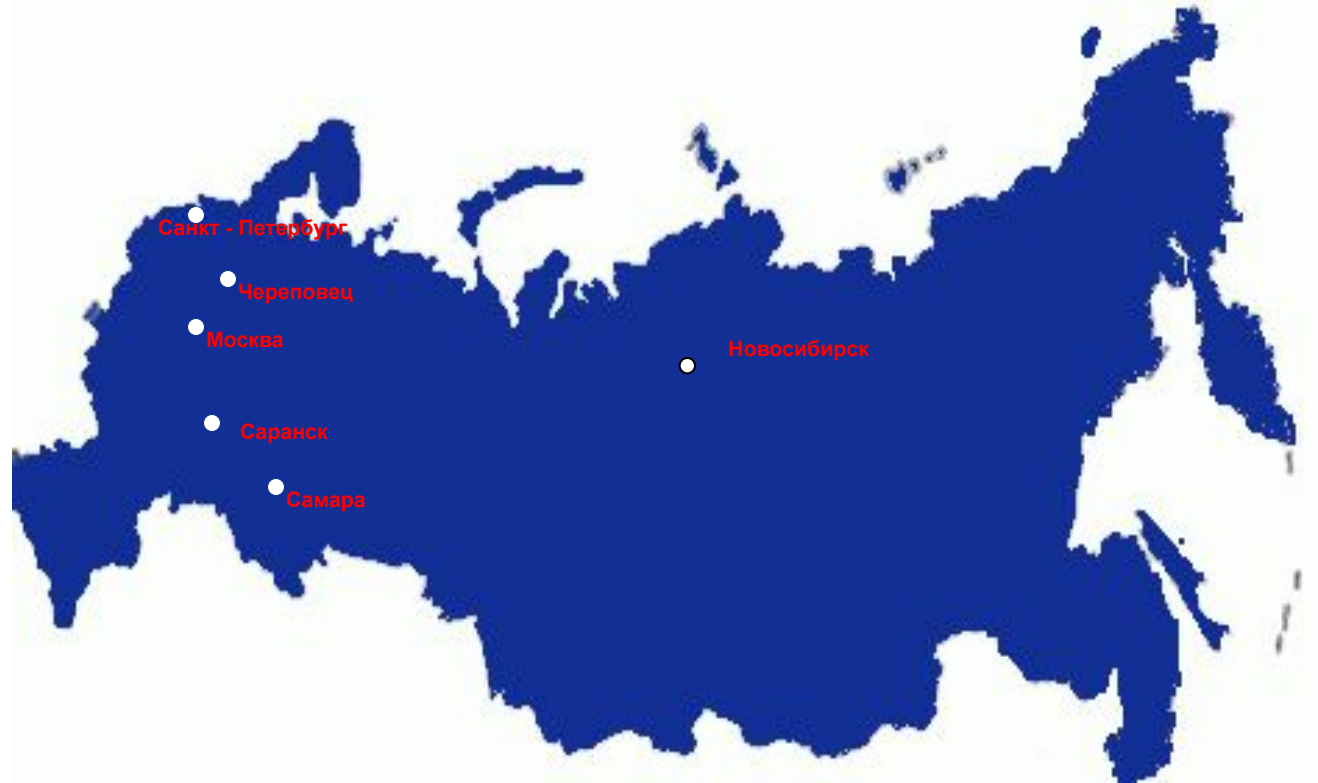 Санкт - Петербург
Череповец
Москва
Новосибирск
Саранск
Самара